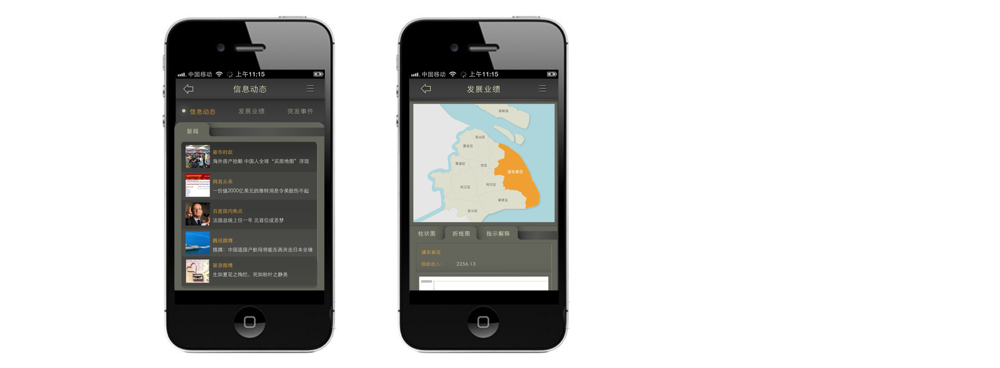 中国移动 上午11:15
信息动态
信息动态 发展业绩 突发事件
新闻
新华时政
海外房产抢眼 中国人全球“买房地图”浮现
upcoming
网易头条
一价值2000亿美元的推特消息令美股伤不起
百度国内焦点
法国总统上任一年 元首位成恶梦
腾讯微博
俄媒：中国造国产航母将能东西夹击日本全境
新浪微博
生如夏花之绚烂，死如秋叶之静美
中国移动 上午11:15
发展业绩
崇明岛
宝山区
嘉定区
青浦区
市区
浦东新区
闵行区
松江区
奉贤区
金山区
柱状图 折线图 指示解释
浦东新区
财政收入： 2256.13
1000000